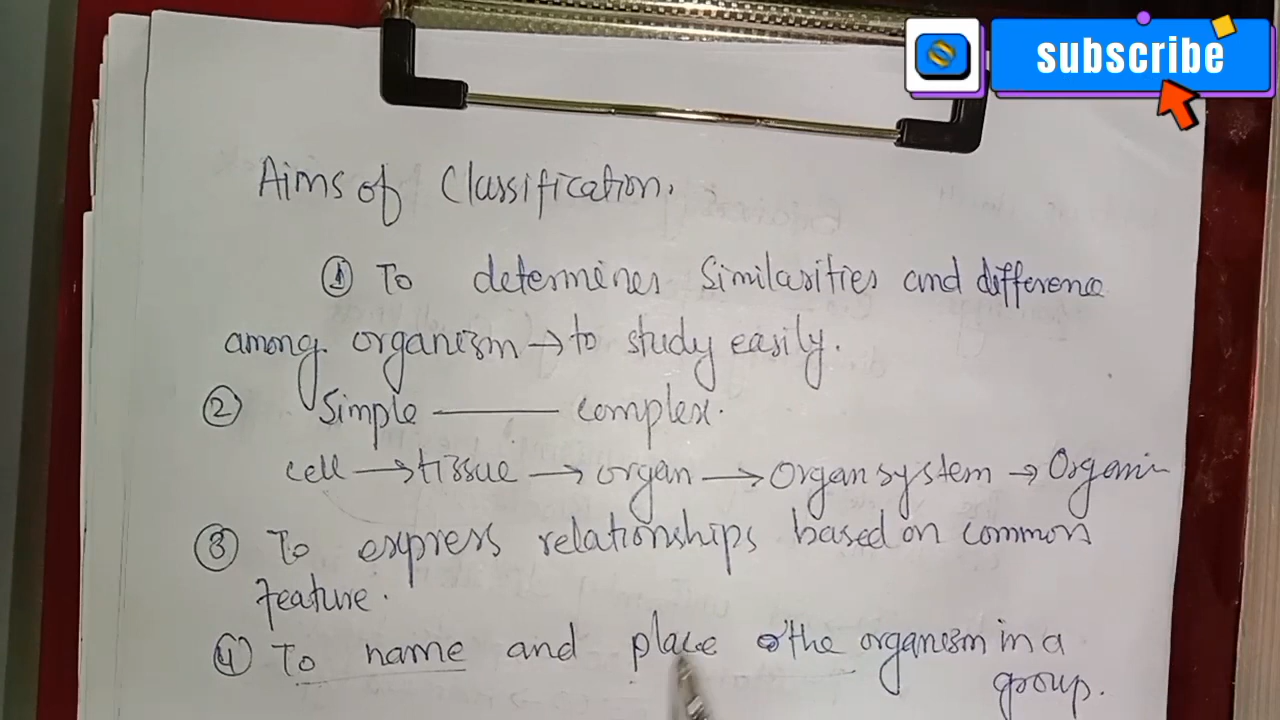 subscribe
Aims of Classification.
① To determines similarities and difference
among organism → to study easily.
② Simple —— complex.
cell → tissue → organ → Organ system → Organi
③ To express relationships based on common
feature.
④ To name and place the organism in a
group.